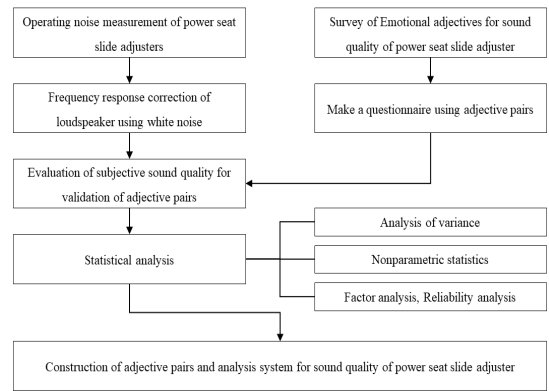 Operating noise measurement of power seat
slide adjusters
Survey of Emotional adjectives for sound
quality of power seat slide adjuster
Frequency response correction of
loudspeaker using white noise
Make a questionnaire using adjective pairs
Evaluation of subjective sound quality for
validation of adjective pairs
Statistical analysis
Analysis of variance
Nonparametric statistics
Factor analysis, Reliability analysis
Construction of adjective pairs and analysis system for sound quality of power seat slide adjuster